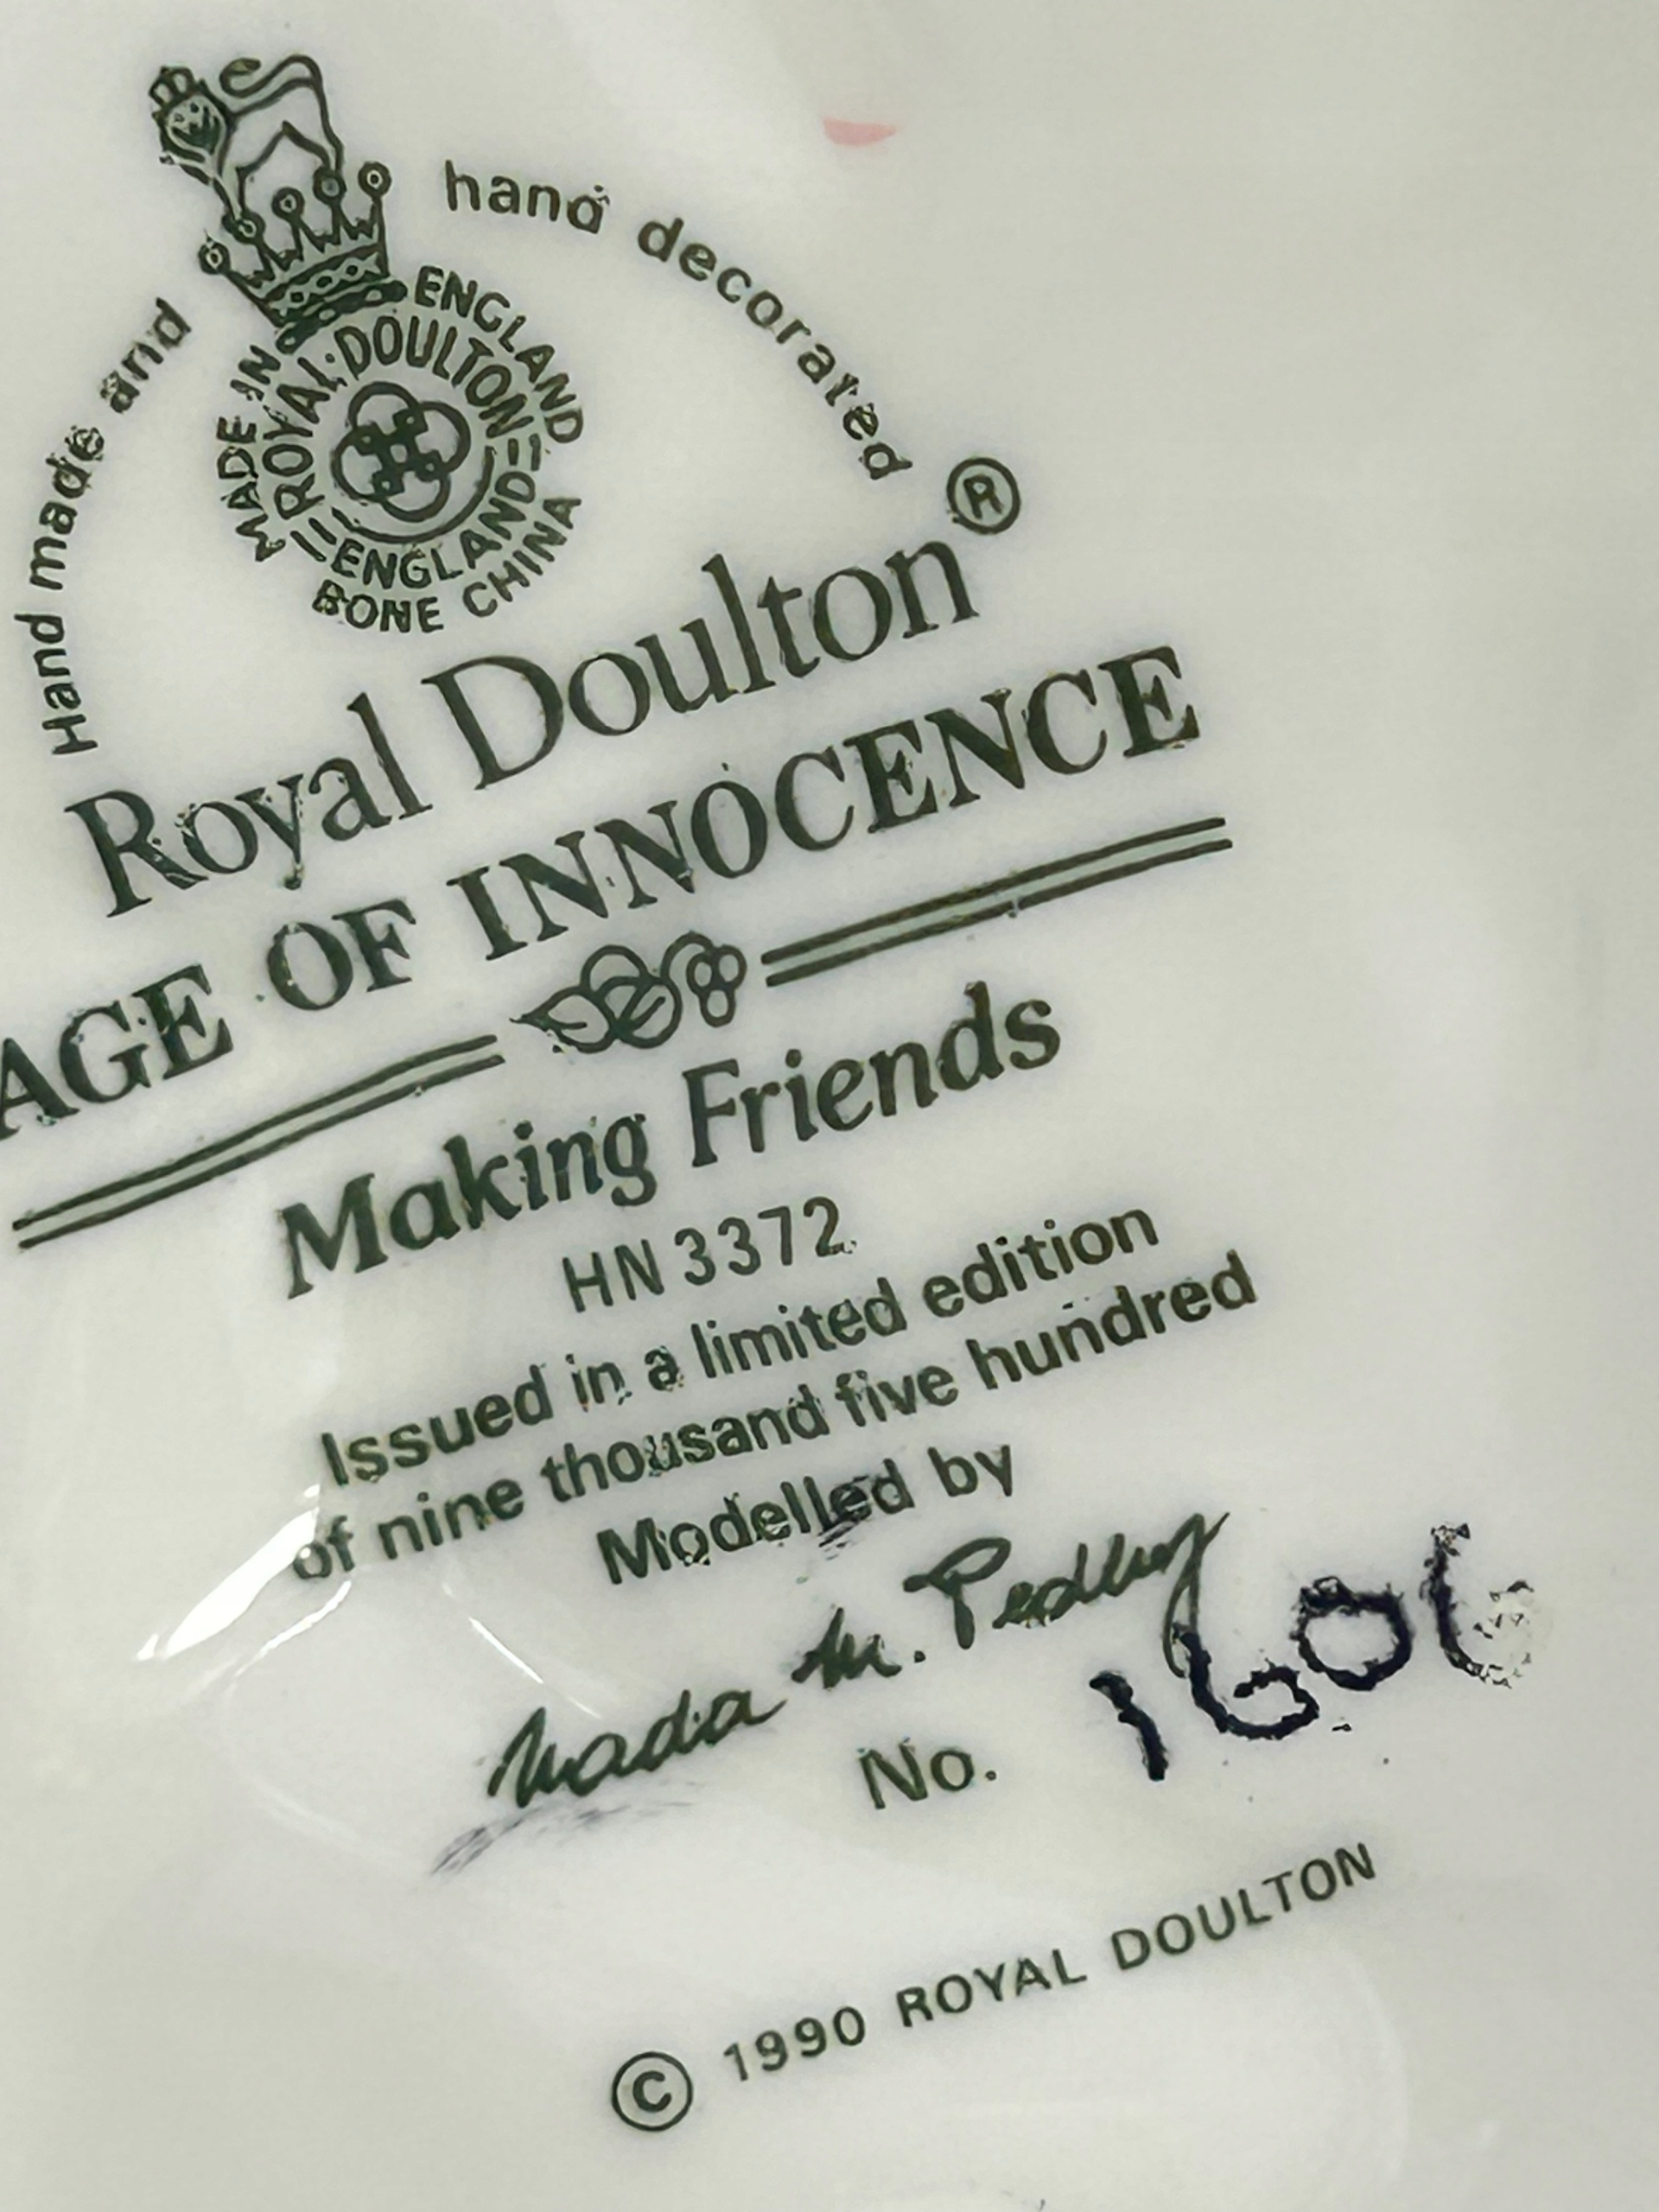 Hand made and hand decorated
MADE IN ENGLAND
ROYAL·DOULTON
ENGLAND
BONE CHINA
Royal Doulton®
AGE OF INNOCENCE
Making Friends
HN 3372
Issued in a limited edition
of nine thousand five hundred
Modelled by
Nada M. Pedley
No. 1606
© 1990 ROYAL DOULTON